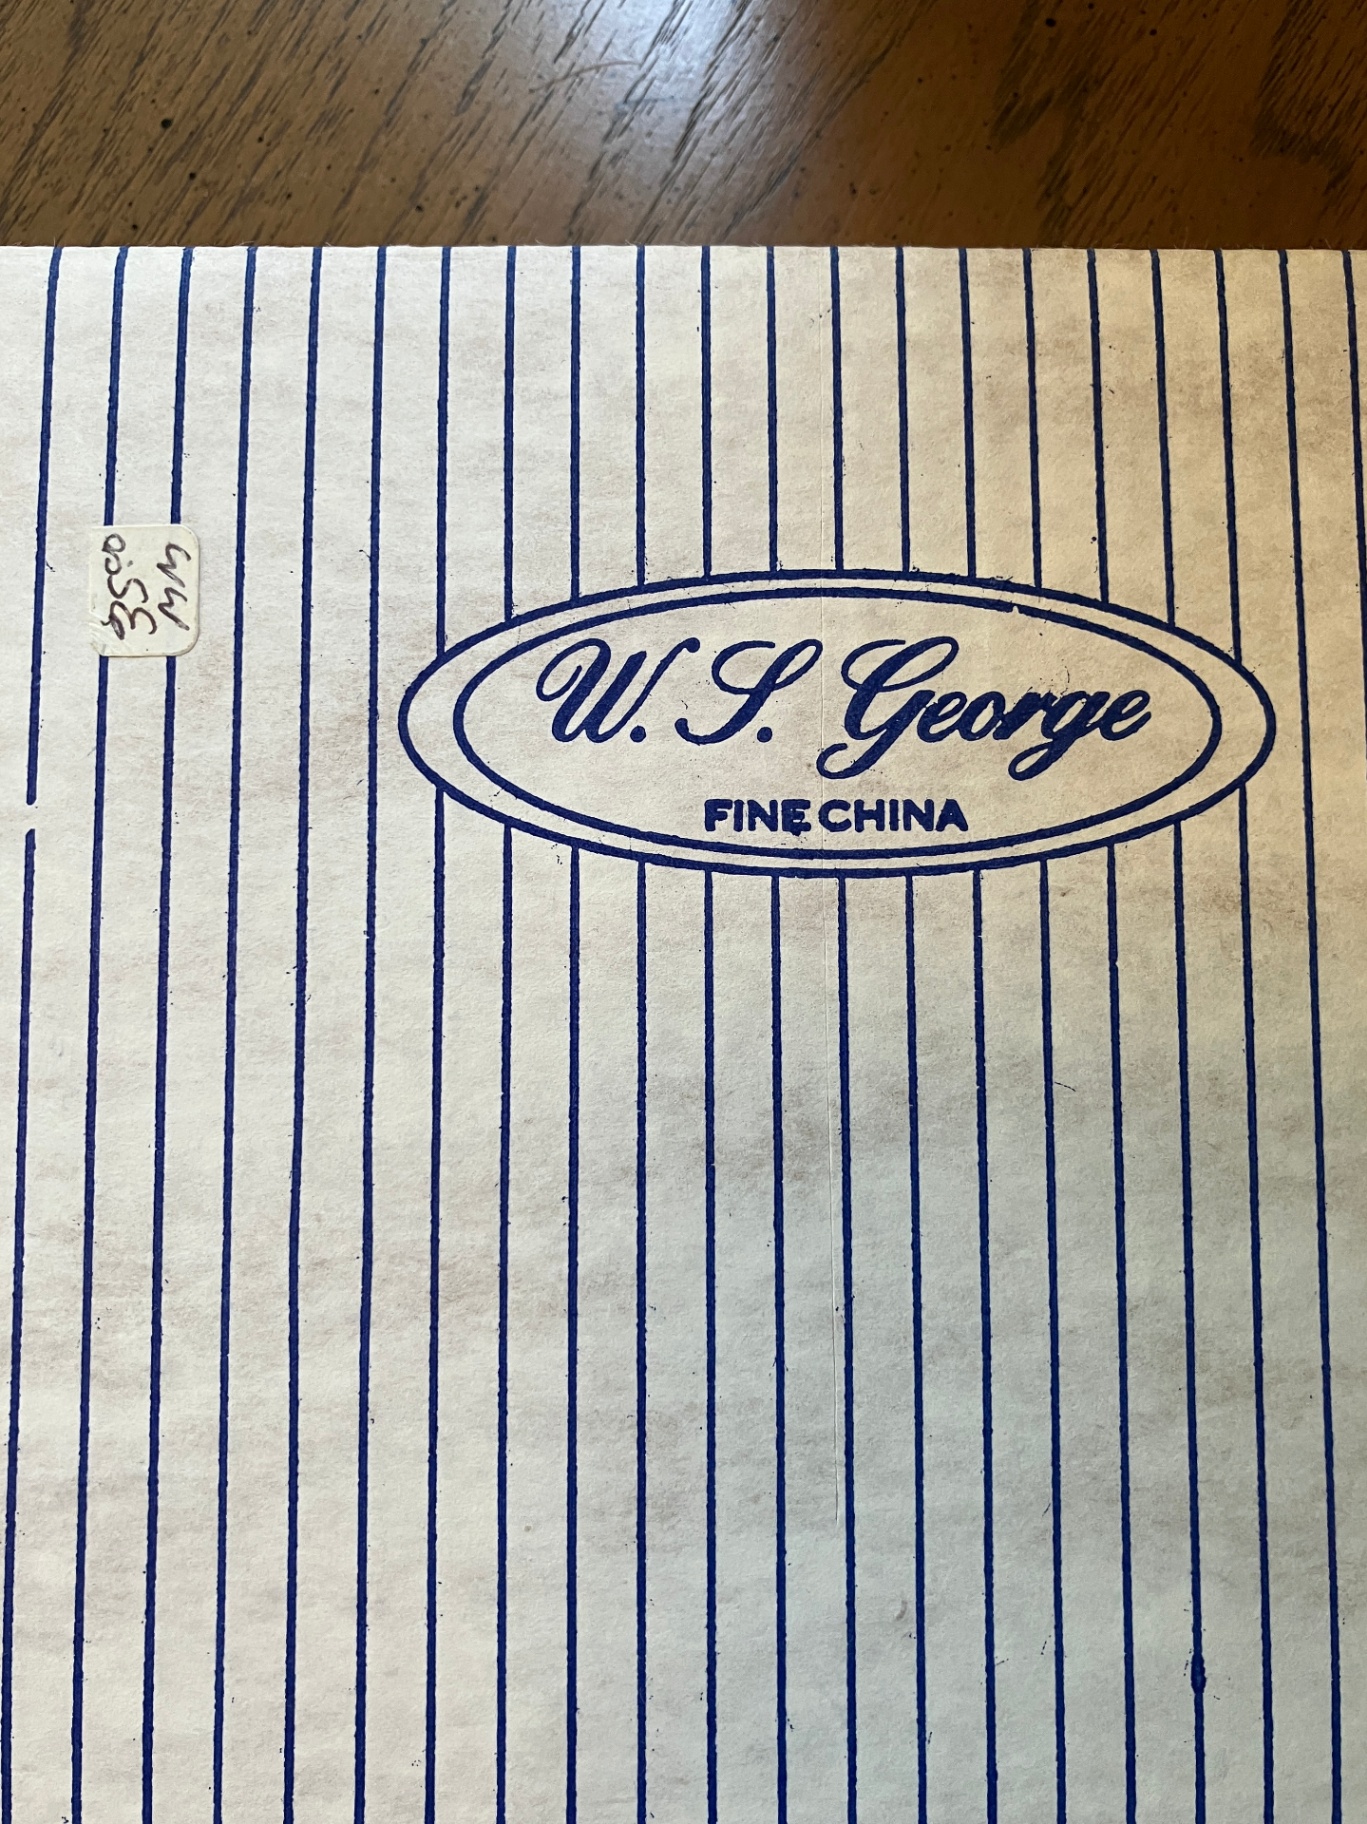 W. S. George
FINE CHINA
35.00
MM